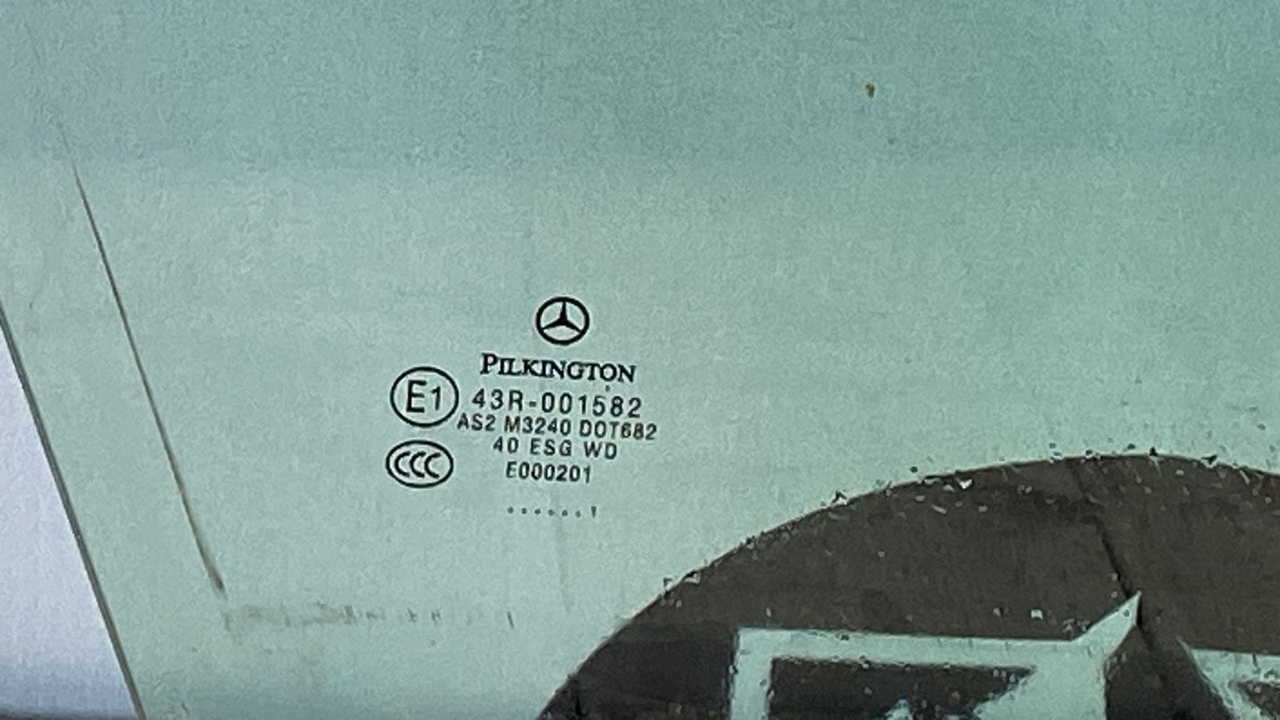 PILKINGTON
E1
43R-001582
AS2 M3240 DOT682
40 ESG WD
CCC
E000201